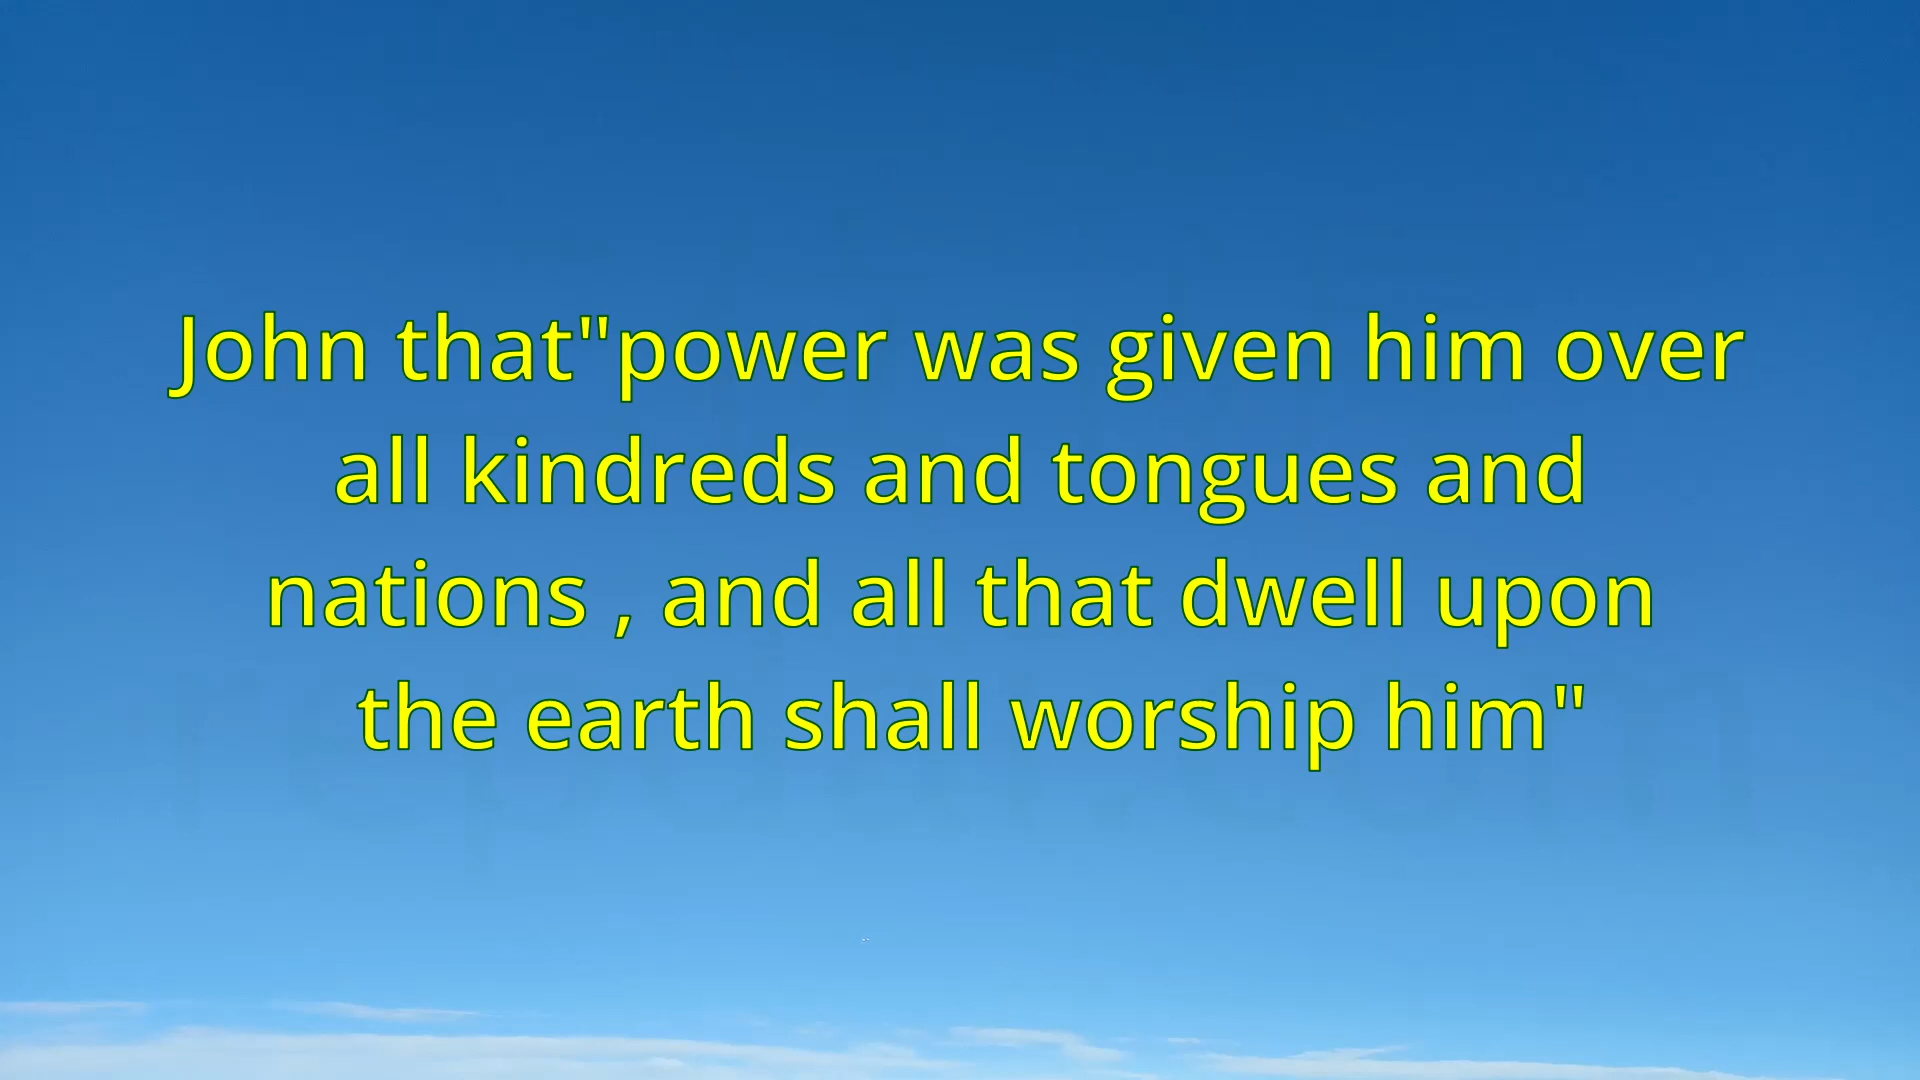 John that"power was given him over
all kindreds and tongues and
nations , and all that dwell upon
the earth shall worship him"